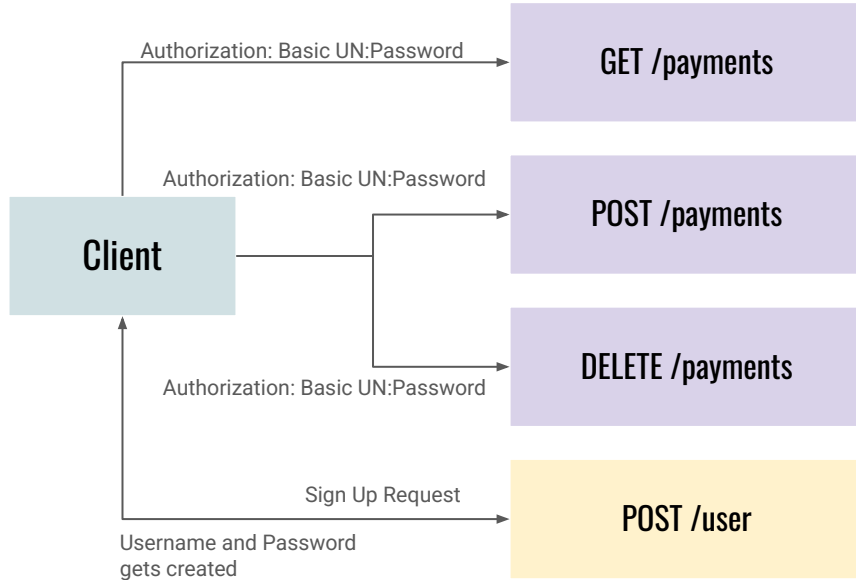 Authorization: Basic UN:Password
GET /payments
Authorization: Basic UN:Password
POST /payments
Client
DELETE /payments
Authorization: Basic UN:Password
Sign Up Request
POST /user
Username and Password
gets created